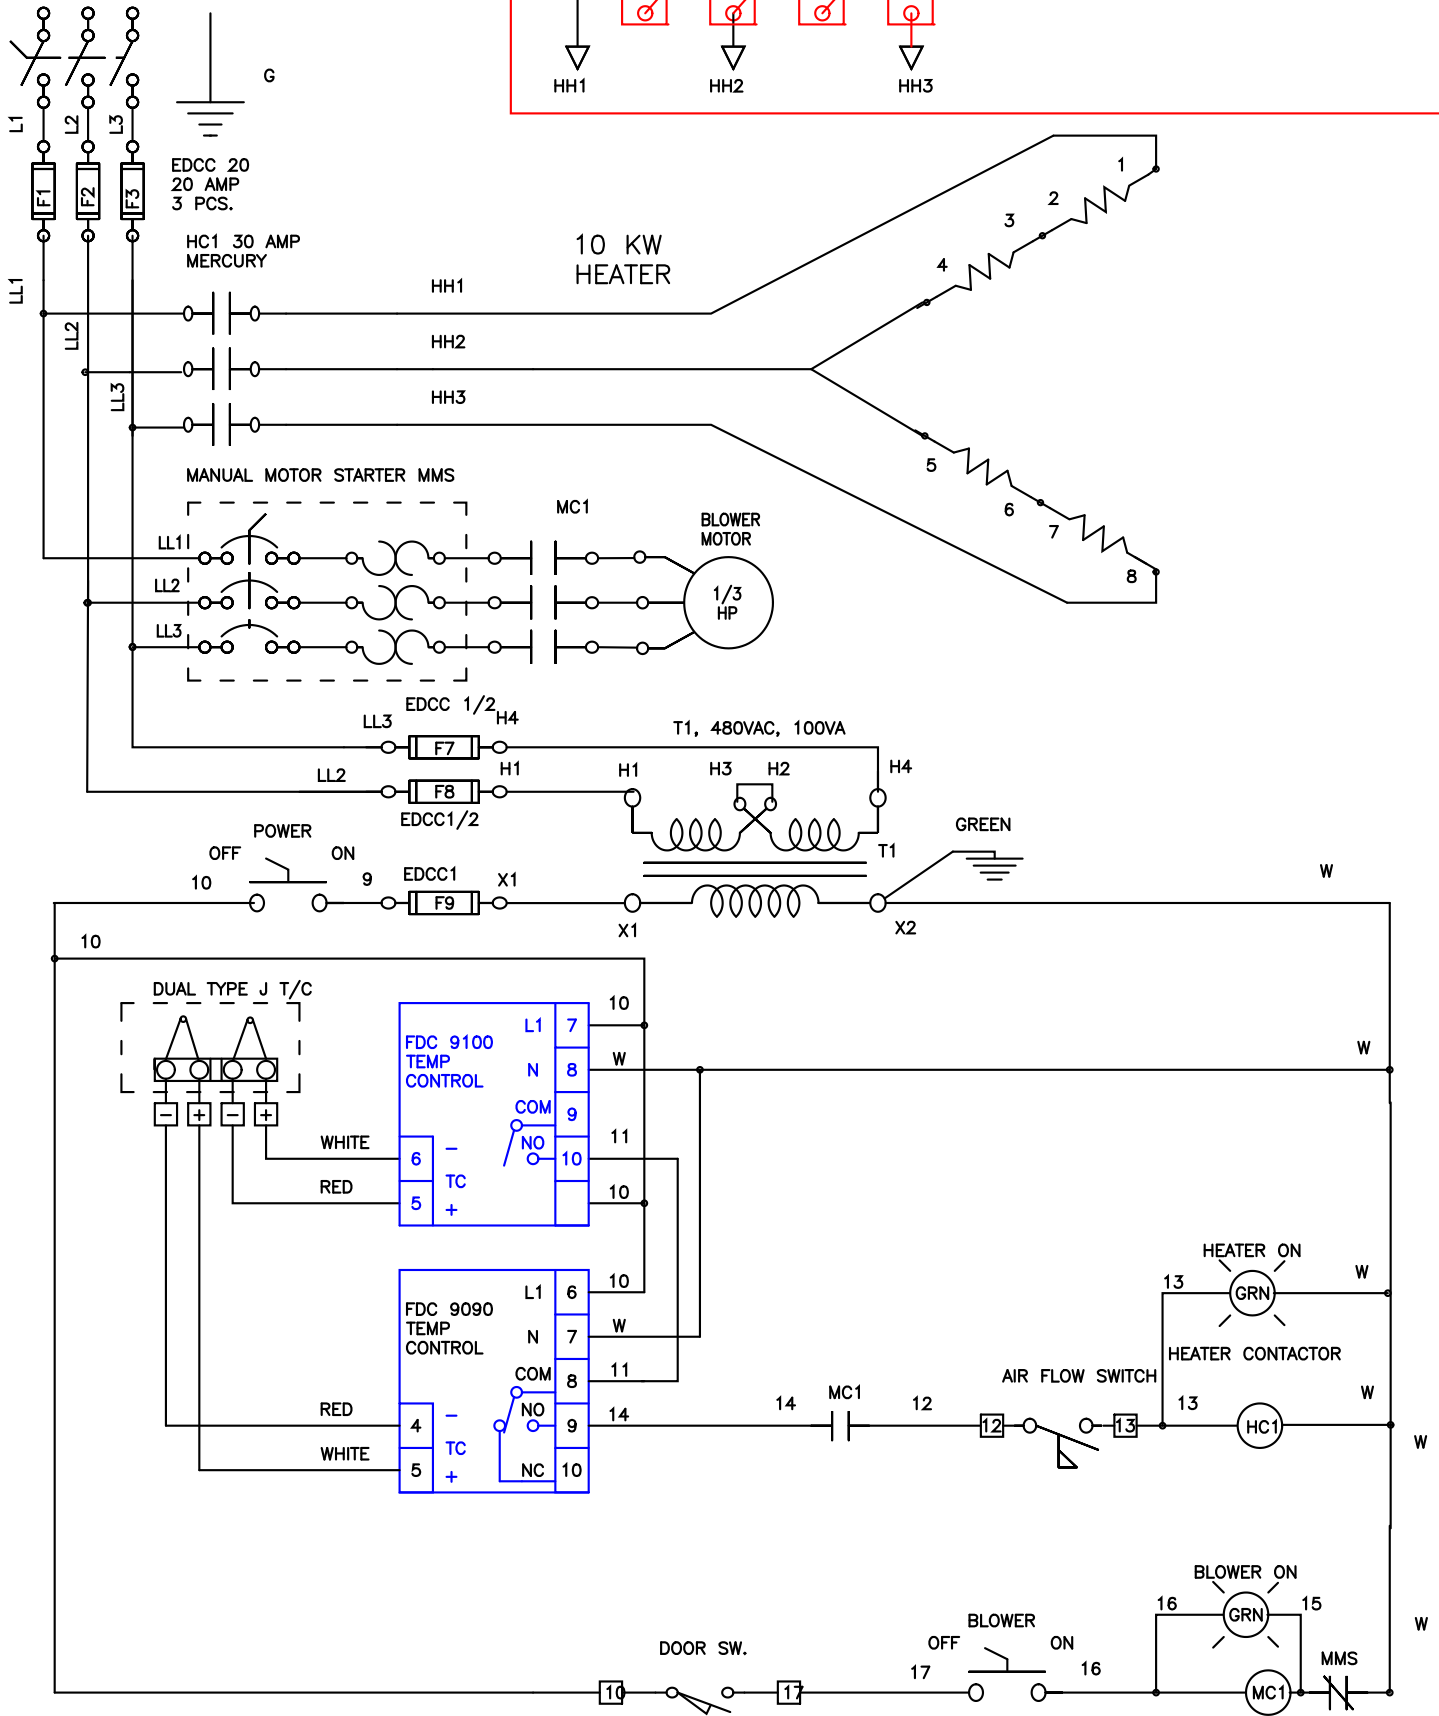 HH1
HH2
HH3
G
L1
L2
L3
EDCC 20
20 AMP
3 PCS.
F1
F2
F3
HC1 30 AMP
MERCURY
10 KW
HEATER
1
2
3
4
LL1
LL2
LL3
HH1
HH2
HH3
5
6
7
8
MANUAL MOTOR STARTER MMS
MC1
BLOWER
MOTOR
LL1
LL2
LL3
1/3
HP
EDCC 1/2
LL3
H4
F7
T1, 480VAC, 100VA
LL2
H1
F8
EDCC1/2
H1
H3
H2
H4
T1
GREEN
POWER
OFF
ON
10
9
EDCC1
X1
F9
X1
X2
W
10
DUAL TYPE J T/C
FDC 9100
TEMP
CONTROL
L1
7
10
N
8
W
W
COM
9
NO
10
11
10
−
+
−
+
WHITE
6
−
TC
RED
5
+
FDC 9090
TEMP
CONTROL
L1
6
10
N
7
W
COM
8
11
NO
9
14
NC
10
RED
4
−
TC
WHITE
5
+
14
MC1
12
12
AIR FLOW SWITCH
13
13
HEATER ON
13
GRN
W
HEATER CONTACTOR
HC1
W
W
BLOWER ON
16
GRN
15
W
DOOR SW.
10
17
17
BLOWER
OFF
ON
16
MC1
MMS